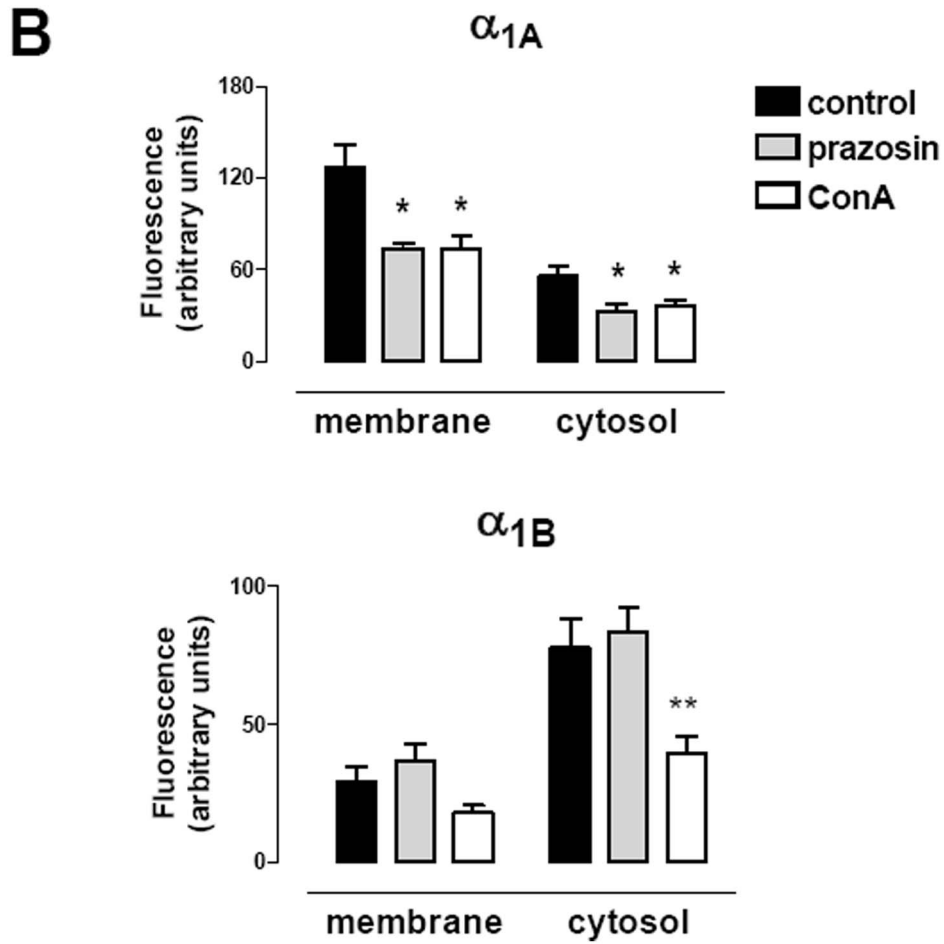 B
α1A
180
120
60
0
Fluorescence
(arbitrary units)
control
prazosin
ConA
*
*
*
*
membrane cytosol
α1B
100
50
0
Fluorescence
(arbitrary units)
**
membrane cytosol